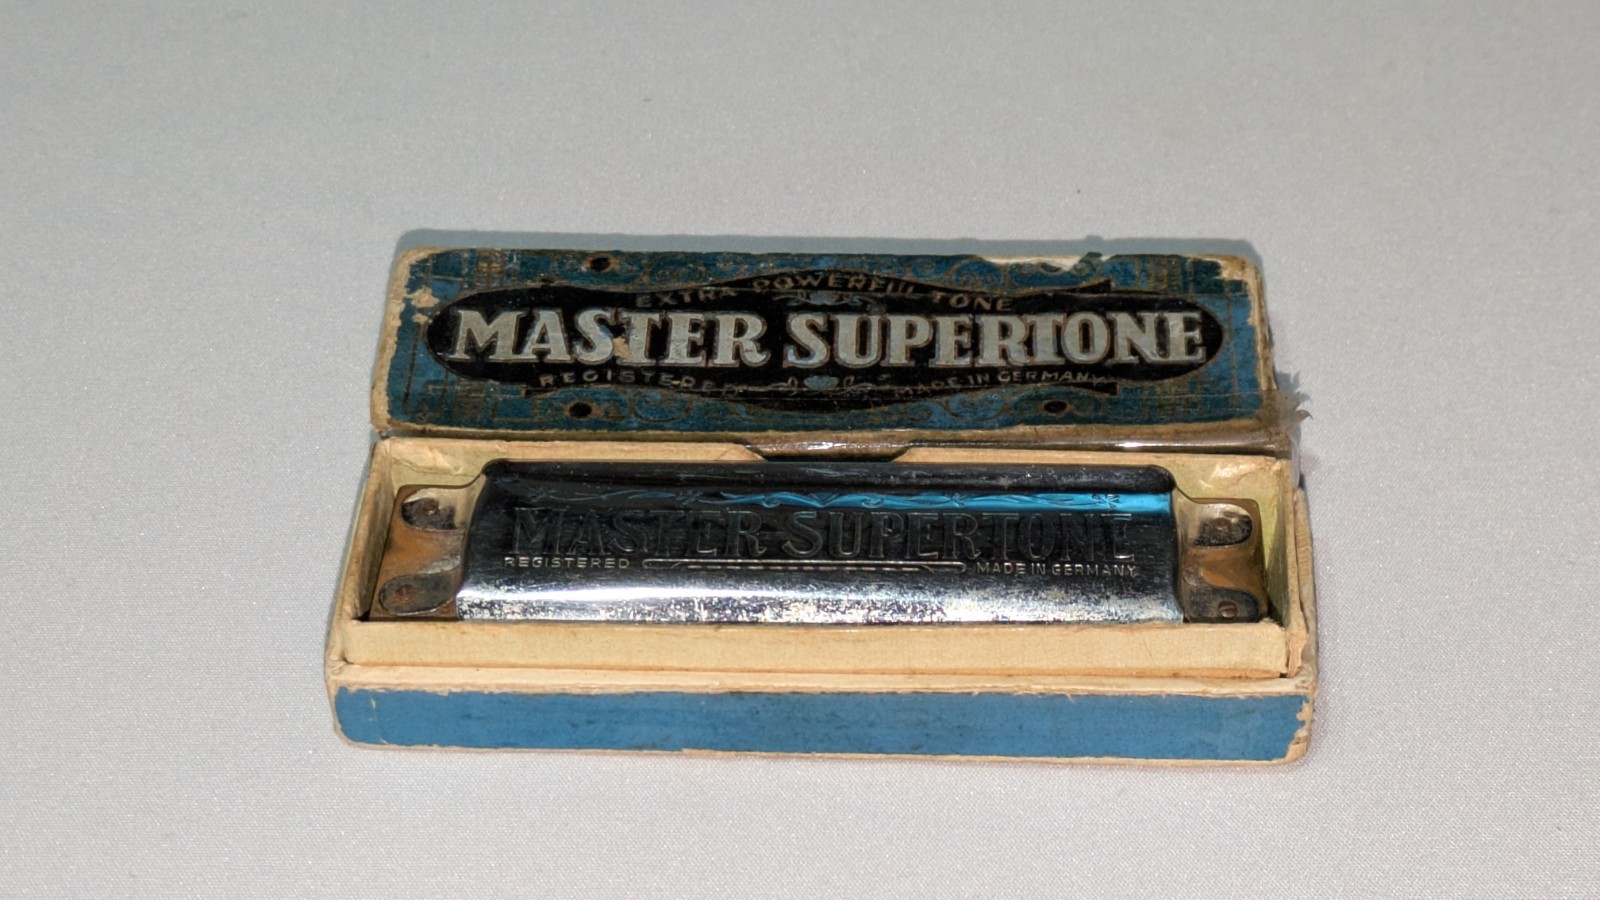 EXTRA POWERFUL TONE
MASTER SUPERTONE
REGISTERED MADE IN GERMANY
MASTER SUPERTONE
REGISTERED MADE IN GERMANY